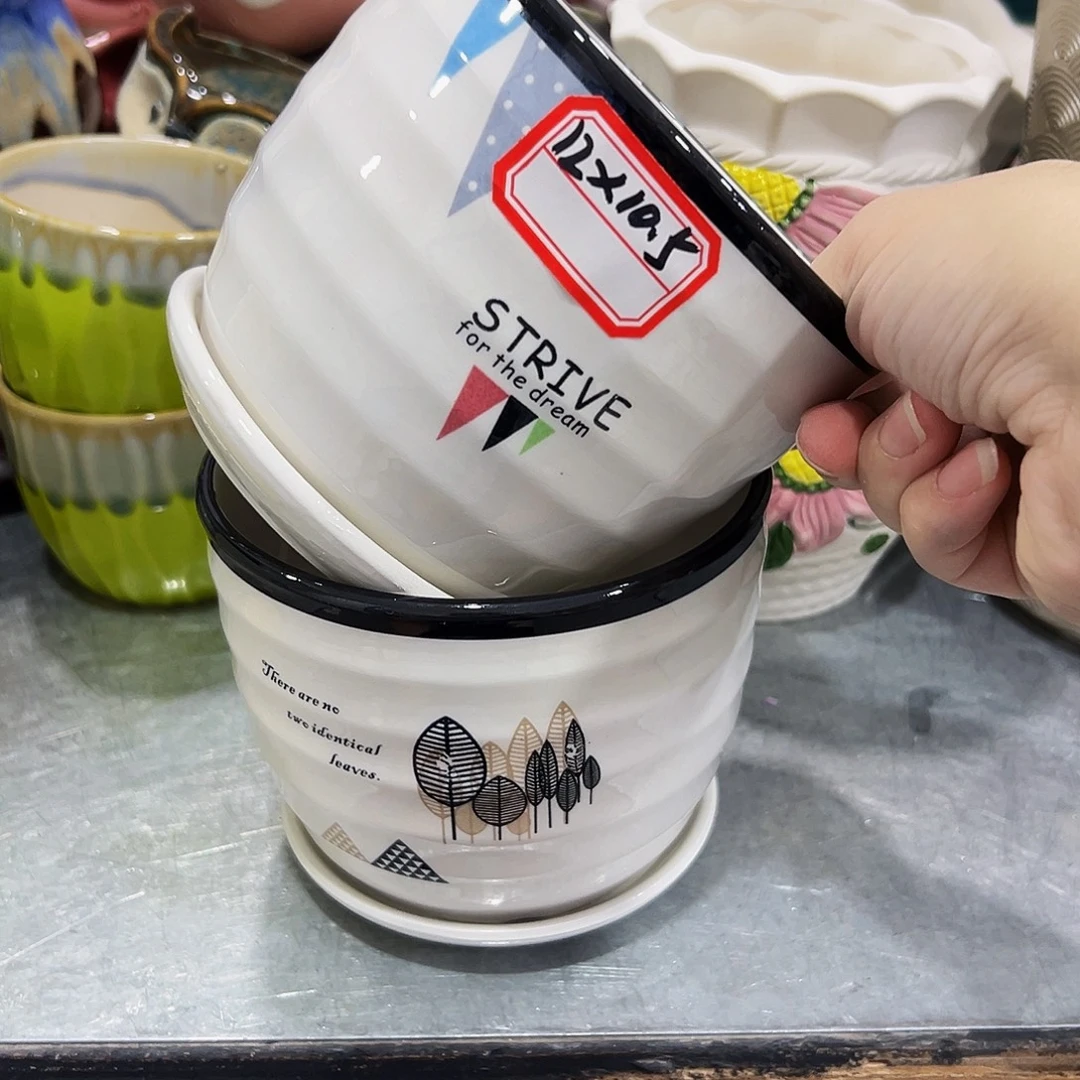 12x10.5
STRIVE
for the dream
There are no
two identical
leaves.